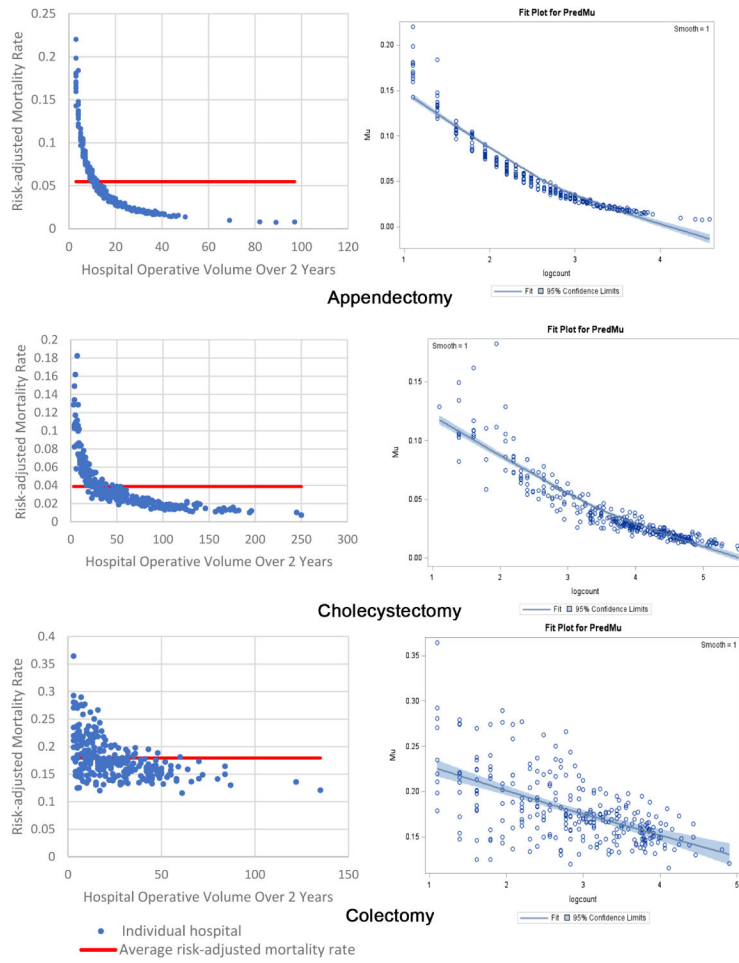 Risk-adjusted Mortality Rate
0.25
0.2
0.15
0.1
0.05
0
0 20 40 60 80 100 120
Hospital Operative Volume Over 2 Years
Fit Plot for PredMu
Smooth = 1
Mu
0.20
0.15
0.10
0.05
0.00
1 2 3 4
logcount
Fit 95% Confidence Limits
Appendectomy
Risk-adjusted Mortality Rate
0.2
0.18
0.16
0.14
0.12
0.1
0.08
0.06
0.04
0.02
0
0 50 100 150 200 250 300
Hospital Operative Volume Over 2 Years
Fit Plot for PredMu
Smooth = 1
Mu
0.15
0.10
0.05
0.00
1 2 3 4 5
logcount
Fit 95% Confidence Limits
Cholecystectomy
Risk-adjusted Mortality Rate
0.4
0.35
0.3
0.25
0.2
0.15
0.1
0.05
0
0 50 100 150
Hospital Operative Volume Over 2 Years
Fit Plot for PredMu
Smooth = 1
Mu
0.35
0.30
0.25
0.20
0.15
1 2 3 4 5
logcount
Fit 95% Confidence Limits
Colectomy
Individual hospital
Average risk-adjusted mortality rate